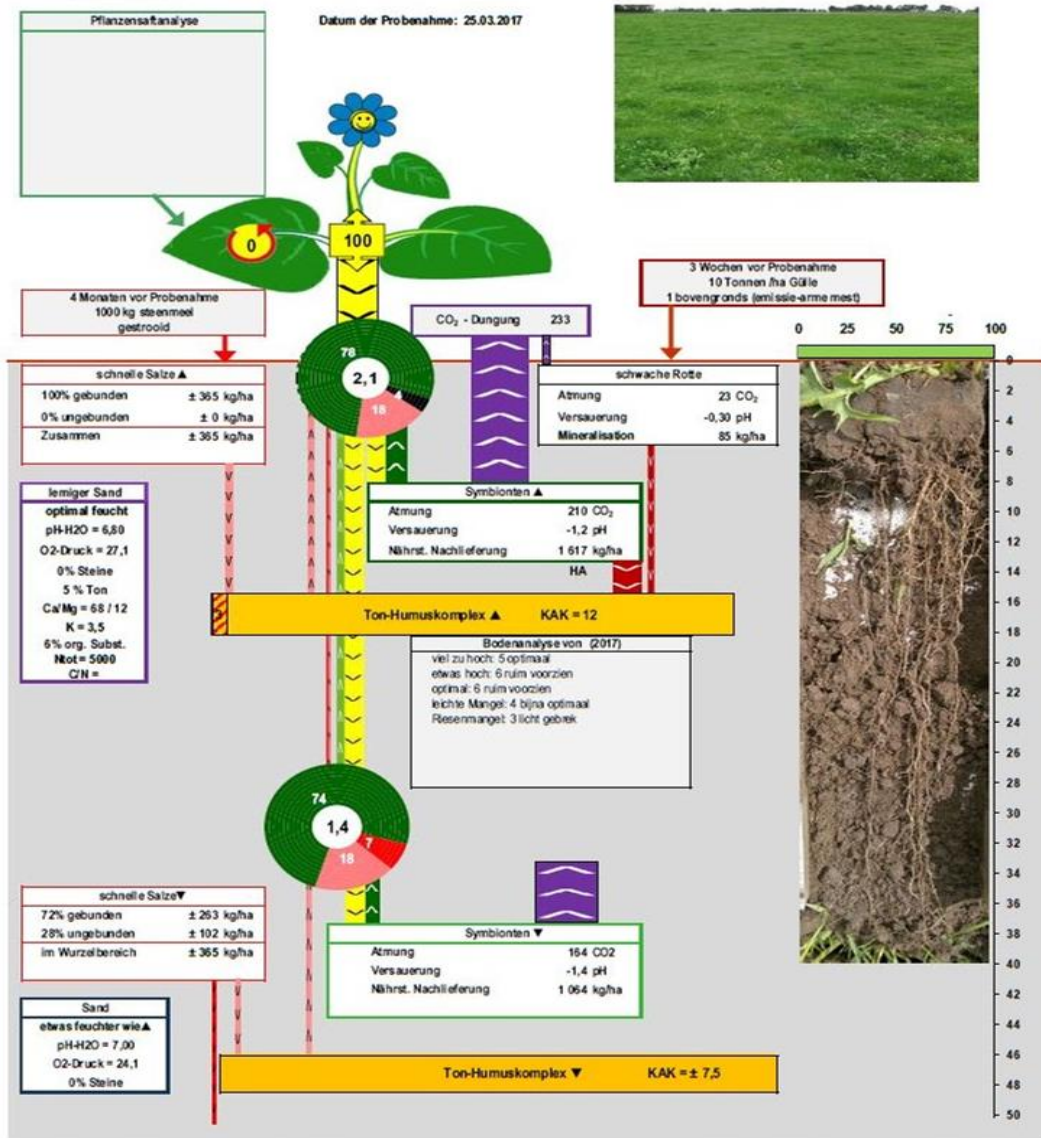 Pflanzensaftanalyse
Datum der Probenahme: 25.03.2017
0
100
4 Monaten vor Probenahme
1000 kg steenmeel
gestrooid
CO₂ - Dungung 233
3 Wochen vor Probenahme
10 Tonnen /ha Gülle
1 bovengronds (emissie-arme mest)
0 25 50 75 100
78
2,1
4
18
schnelle Salze ▲
100% gebunden ± 365 kg/ha
0% ungebunden ± 0 kg/ha
Zusammen ± 365 kg/ha
schwache Rotte
Atmung 23 CO₂
Versauerung -0,30 pH
Mineralisation 85 kg/ha
lemiger Sand
optimal feucht
pH-H2O = 6,80
O2-Druck = 27,1
0% Steine
5 % Ton
Ca/Mg = 68 / 12
K = 3,5
6% org. Subst.
Ntot = 5000
C/N =
Symbionten ▲
Atmung 210 CO₂
Versauerung -1,2 pH
Nährst. Nachlieferung 1 617 kg/ha
HA
Ton-Humuskomplex ▲ KAK = 12
Bodenanalyse von (2017)
viel zu hoch: 5 optimaal
etwas hoch: 6 ruim voorzien
optimal: 6 ruim voorzien
leichte Mangel: 4 bijna optimaal
Riesenmangel: 3 licht gebrek
74
1,4
7
18
schnelle Salze▼
72% gebunden ± 263 kg/ha
28% ungebunden ± 102 kg/ha
im Wurzelbereich ± 365 kg/ha
Symbionten ▼
Atmung 164 CO2
Versauerung -1,4 pH
Nährst. Nachlieferung 1 064 kg/ha
Sand
etwas feuchter wie▲
pH-H2O = 7,00
O2-Druck = 24,1
0% Steine
Ton-Humuskomplex ▼ KAK = ± 7,5
0
2
4
6
8
10
12
14
16
18
20
22
24
26
28
30
32
34
36
38
40
42
44
46
48
50